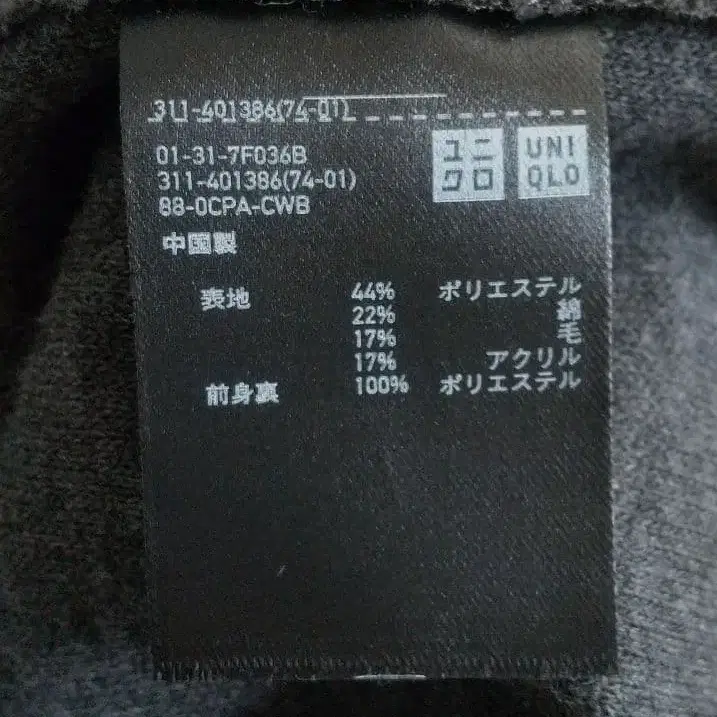 311-401386(74-01)
ユニ
クロ
UNI
QLO
01-31-7F036B
311-401386(74-01)
88-0CPA-CWB
中国製
表地 44% ポリエステル
22% 綿
17% 毛
17% アクリル
前身裏 100% ポリエステル